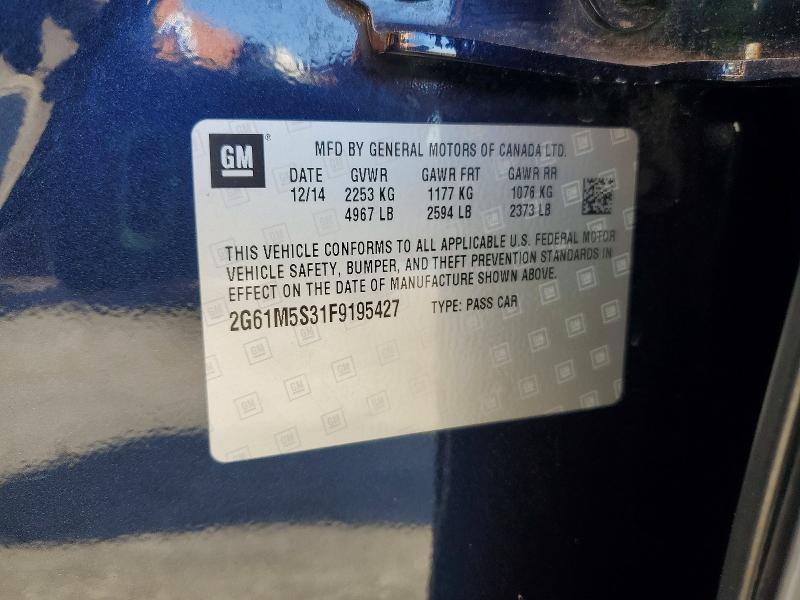 GM®
MFD BY GENERAL MOTORS OF CANADA LTD.
DATE GVWR GAWR FRT GAWR RR
12/14 2253 KG 1177 KG 1076 KG
4967 LB 2594 LB 2373 LB
THIS VEHICLE CONFORMS TO ALL APPLICABLE U.S. FEDERAL MOTOR
VEHICLE SAFETY, BUMPER, AND THEFT PREVENTION STANDARDS IN
EFFECT ON THE DATE OF MANUFACTURE SHOWN ABOVE.
2G61M5S31F9195427 TYPE: PASS CAR